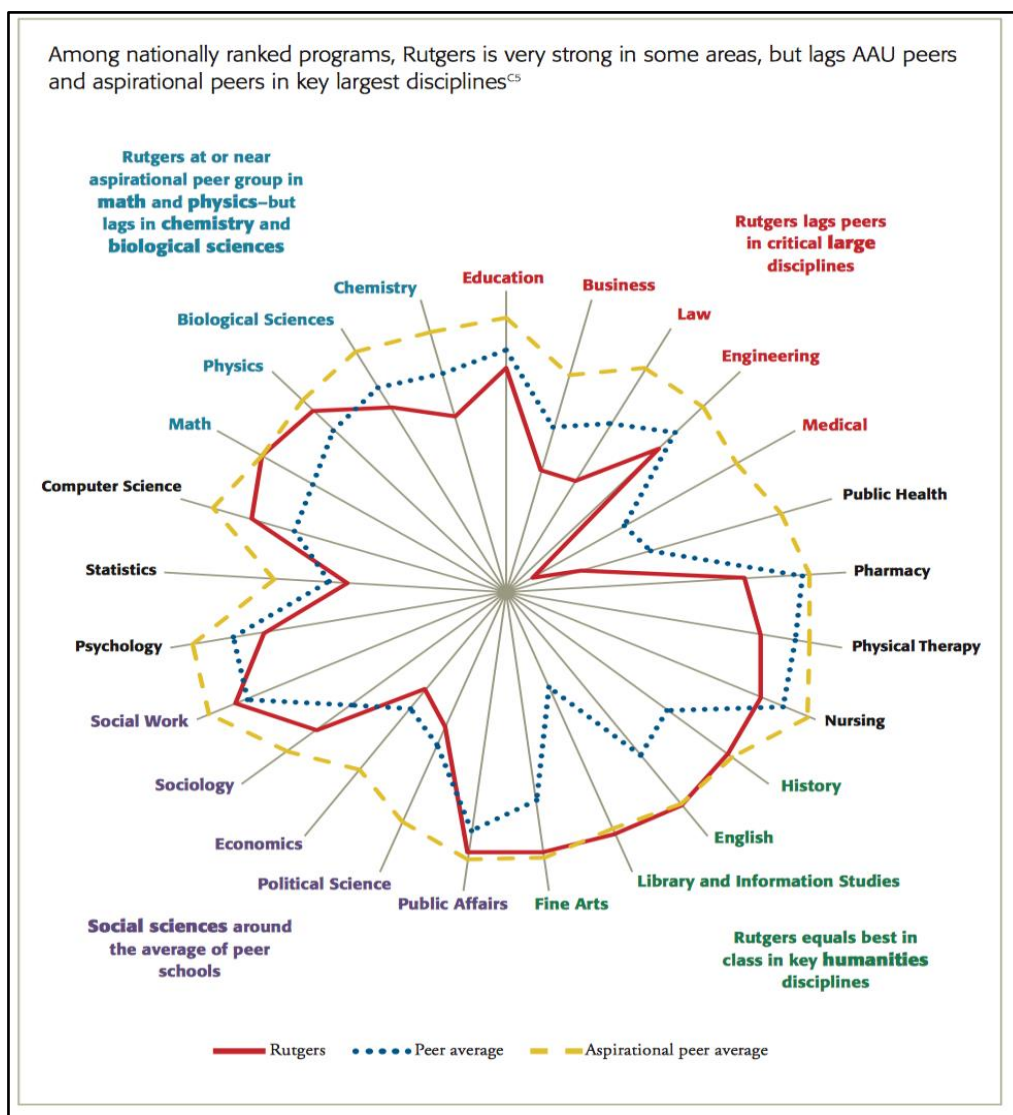 Among nationally ranked programs, Rutgers is very strong in some areas, but lags AAU peers
and aspirational peers in key largest disciplinesC5
Rutgers at or near
aspirational peer group in
math and physics–but
lags in chemistry and
biological sciences
Rutgers lags peers
in critical large
disciplines
Education
Business
Law
Engineering
Medical
Public Health
Pharmacy
Physical Therapy
Nursing
History
English
Library and Information Studies
Fine Arts
Public Affairs
Political Science
Economics
Sociology
Social Work
Psychology
Statistics
Computer Science
Math
Physics
Biological Sciences
Chemistry
Social sciences around
the average of peer
schools
Rutgers equals best in
class in key humanities
disciplines
Rutgers
Peer average
Aspirational peer average